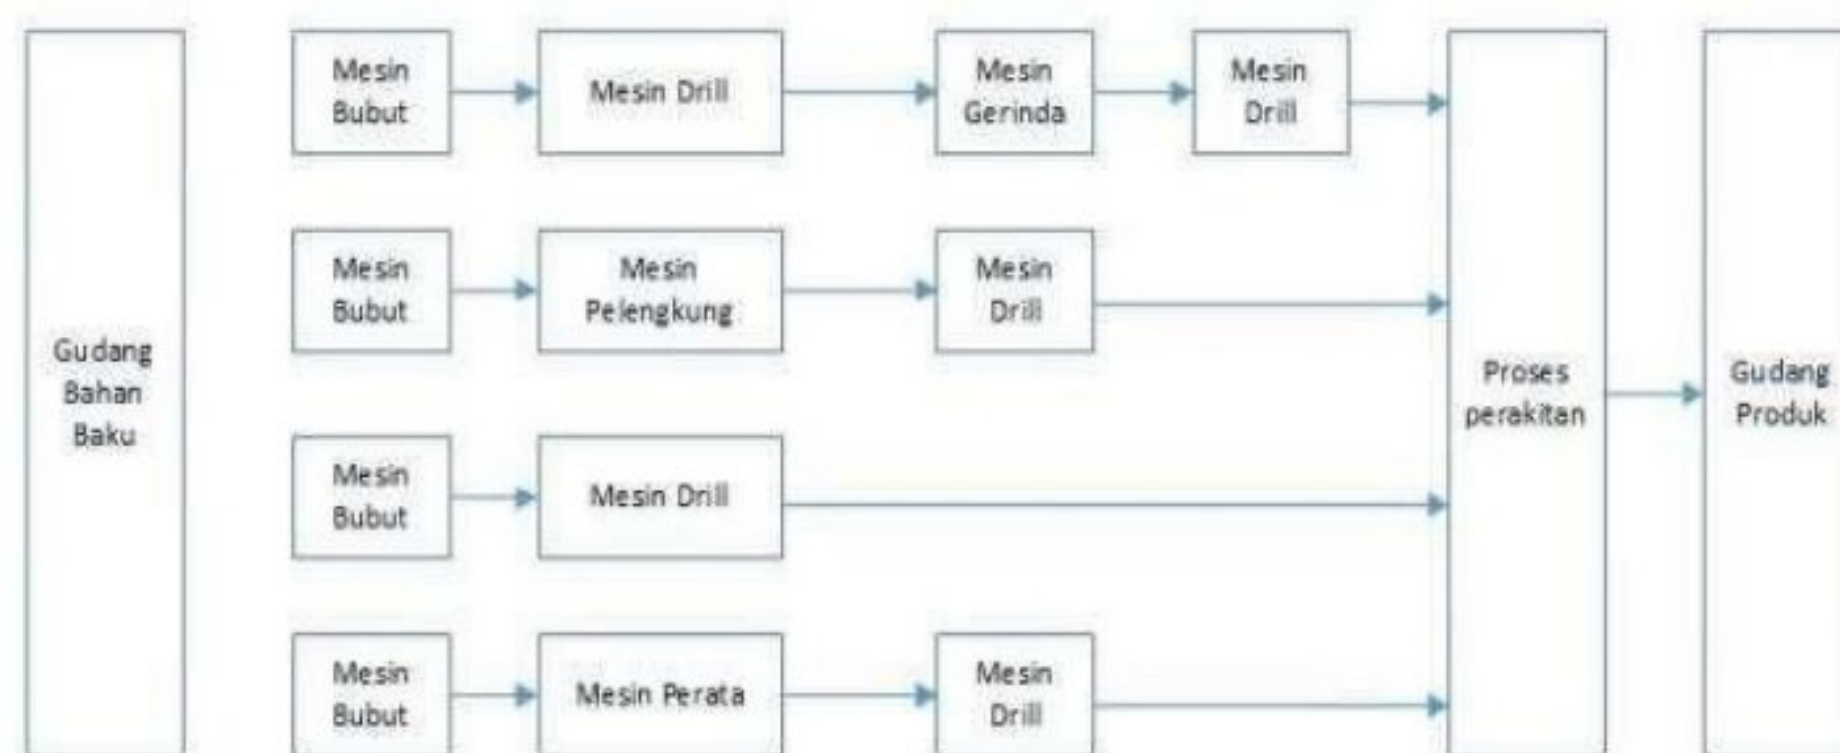 Gudang
Bahan
Baku
Mesin
Bubut
Mesin Drill
Mesin
Gerinda
Mesin
Drill
Mesin
Bubut
Mesin
Pelengkung
Mesin
Drill
Mesin
Bubut
Mesin Drill
Mesin
Bubut
Mesin Perata
Mesin
Drill
Proses
perakitan
Gudang
Produk